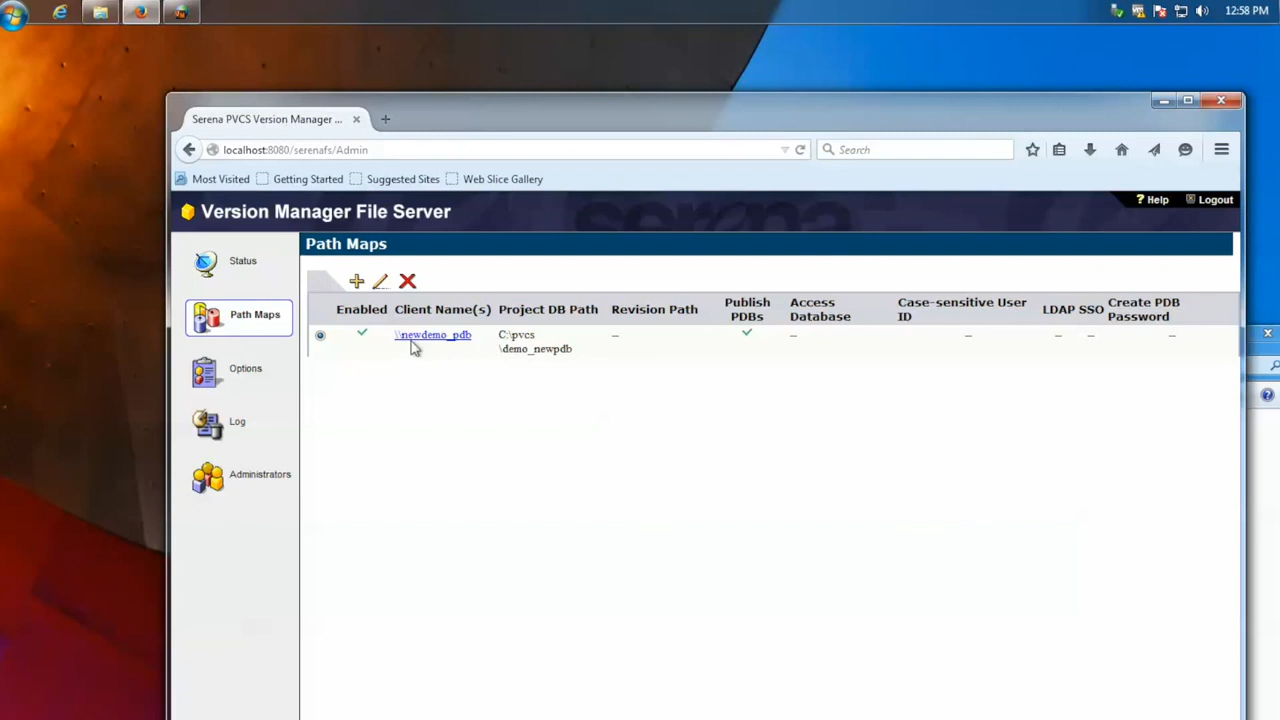 12:58 PM
Serena PVCS Version Manager ...
localhost:8080/serenafs/Admin
Search
Most Visited
Getting Started
Suggested Sites
Web Slice Gallery
Version Manager File Server
serena
? Help
Logout
Status
Path Maps
Options
Log
Administrators
Path Maps
Enabled
Client Name(s)
Project DB Path
Revision Path
Publish
PDBs
Access
Database
Case-sensitive User
ID
LDAP
SSO
Create PDB
Password
\\newdemo_pdb
C:\pvcs
\demo_newpdb
--
--
--
--
--
--